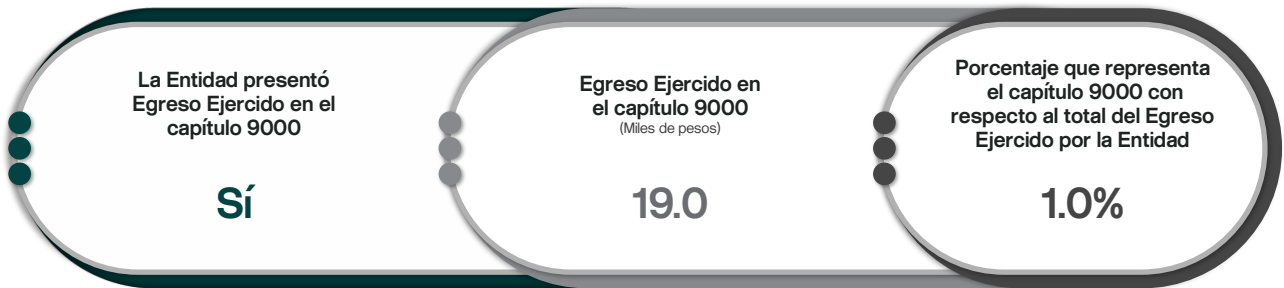 La Entidad presentó
Egreso Ejercido en el
capítulo 9000
Sí
Egreso Ejercido en
el capítulo 9000
(Miles de pesos)
19.0
Porcentaje que representa
el capítulo 9000 con
respecto al total del Egreso
Ejercido por la Entidad
1.0%